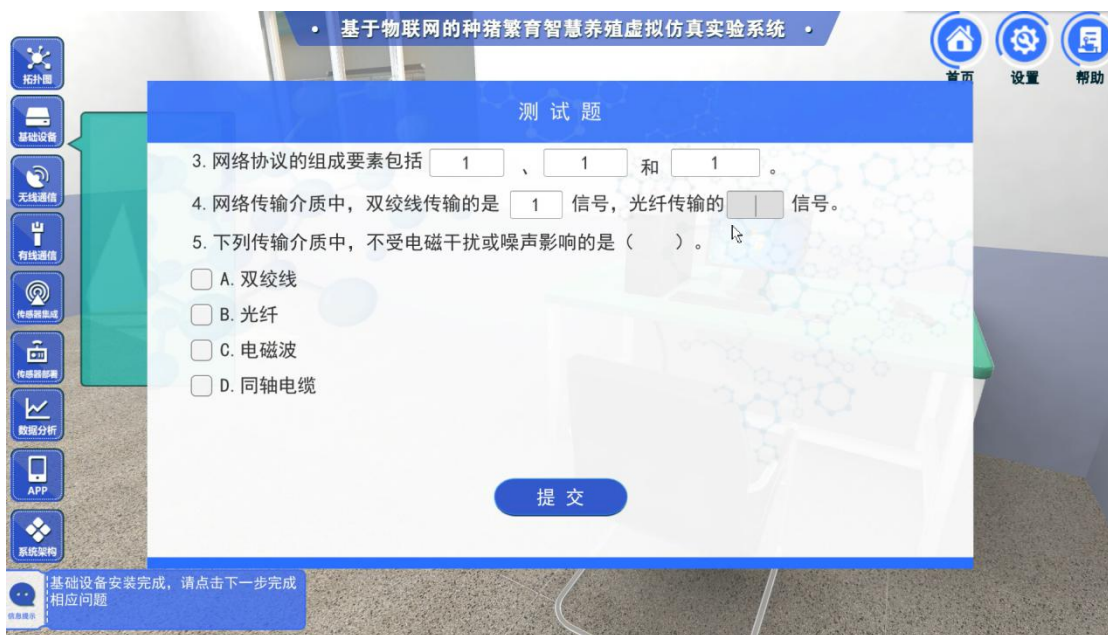 • 基于物联网的种猪繁育智慧养殖虚拟仿真实验系统 •
首页
设置
帮助
拓扑图
基础设备
无线通信
有线通信
传感器集成
传感器部署
数据分析
APP
系统架构
测试题
3. 网络协议的组成要素包括 1 、 1 和 1 。
4. 网络传输介质中，双绞线传输的是 1 信号，光纤传输的 信号。
5. 下列传输介质中，不受电磁干扰或噪声影响的是（ ）。
A. 双绞线
B. 光纤
C. 电磁波
D. 同轴电缆
提交
信息提示
基础设备安装完成，请点击下一步完成
相应问题